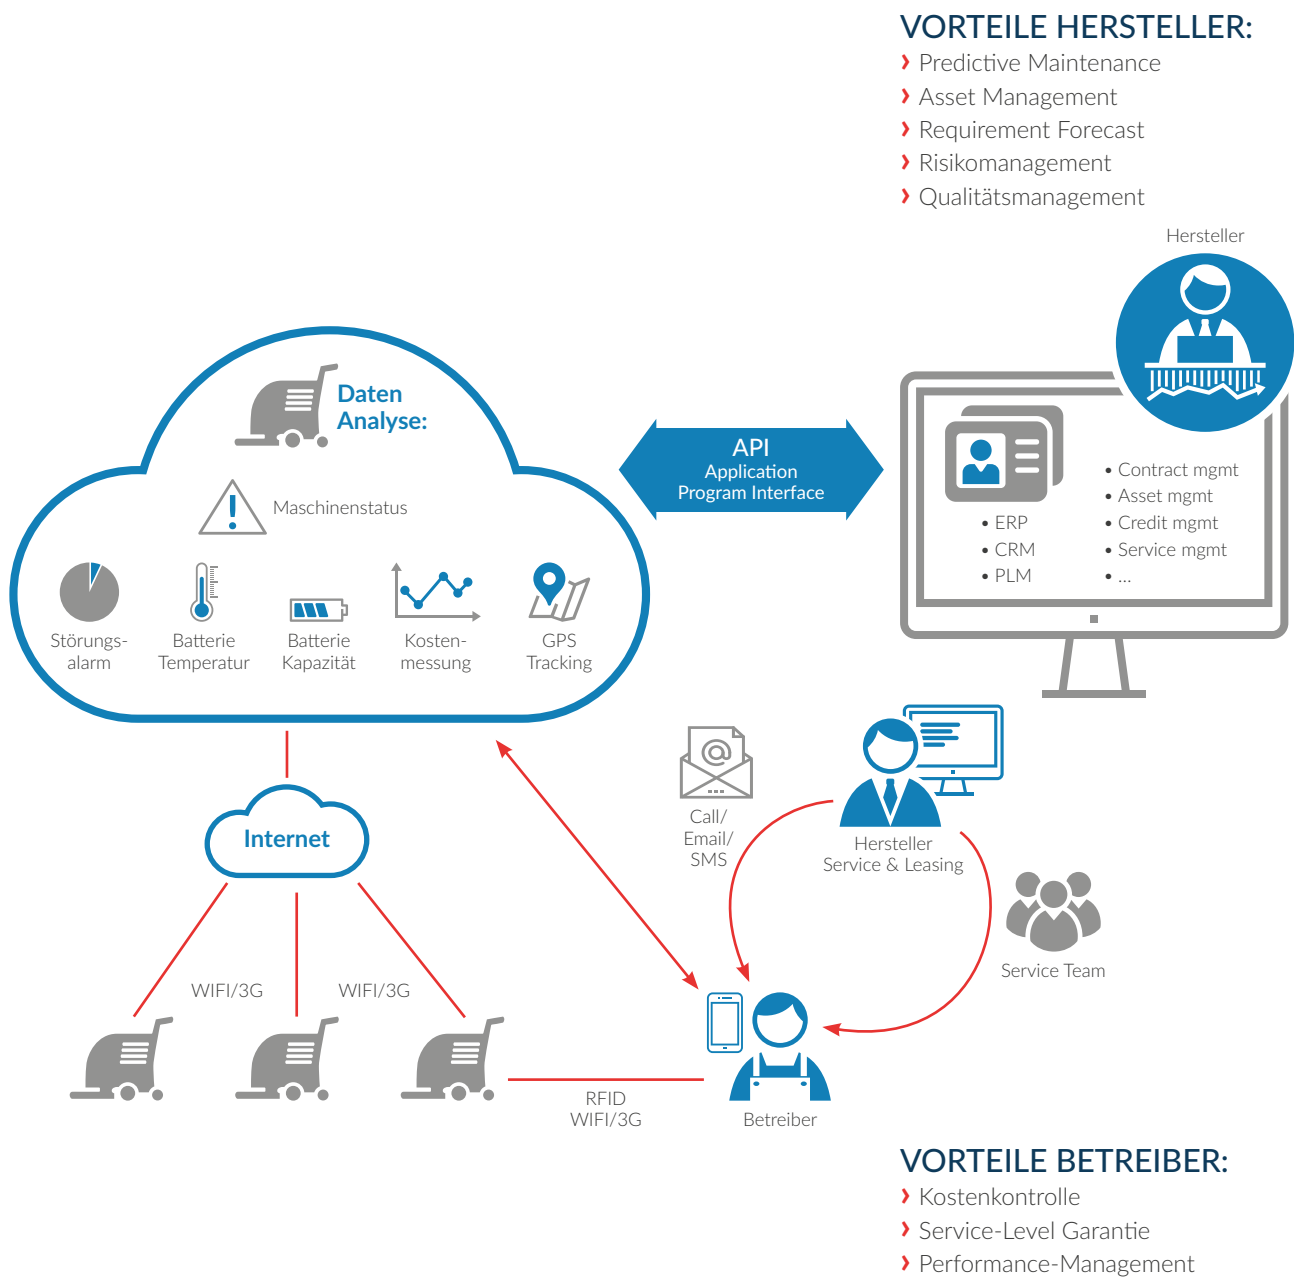 VORTEILE HERSTELLER:
› Predictive Maintenance
› Asset Management
› Requirement Forecast
› Risikomanagement
› Qualitätsmanagement
Hersteller
Daten
Analyse:
Maschinenstatus
Störungs-
alarm
Batterie
Temperatur
Batterie
Kapazität
Kosten-
messung
GPS
Tracking
API
Application
Program Interface
• ERP
• CRM
• PLM
• Contract mgmt
• Asset mgmt
• Credit mgmt
• Service mgmt
• ...
Internet
WIFI/3G
WIFI/3G
@
Call/
Email/
SMS
Hersteller
Service & Leasing
Service Team
RFID
WIFI/3G
Betreiber
VORTEILE BETREIBER:
› Kostenkontrolle
› Service-Level Garantie
› Performance-Management